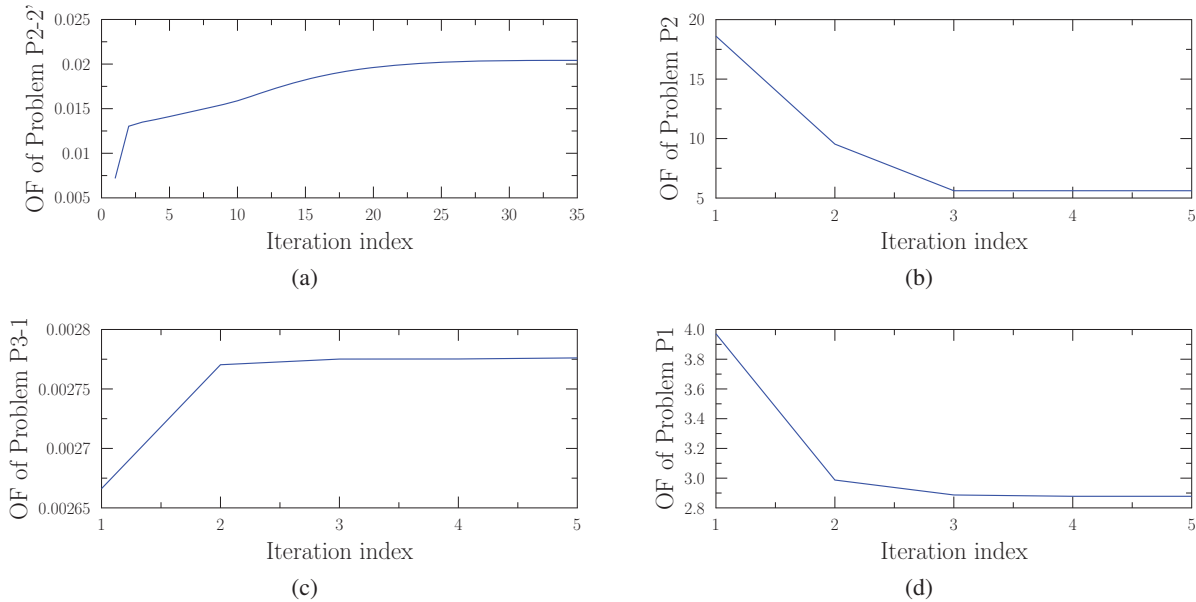 OF of Problem P2-2'
0.025
0.02
0.015
0.01
0.005
0 5 10 15 20 25 30 35
Iteration index
(a)
OF of Problem P2
20
15
10
5
1 2 3 4 5
Iteration index
(b)
OF of Problem P3-1
0.0028
0.00275
0.0027
0.00265
1 2 3 4 5
Iteration index
(c)
OF of Problem P1
4.0
3.8
3.6
3.4
3.2
3.0
2.8
1 2 3 4 5
Iteration index
(d)